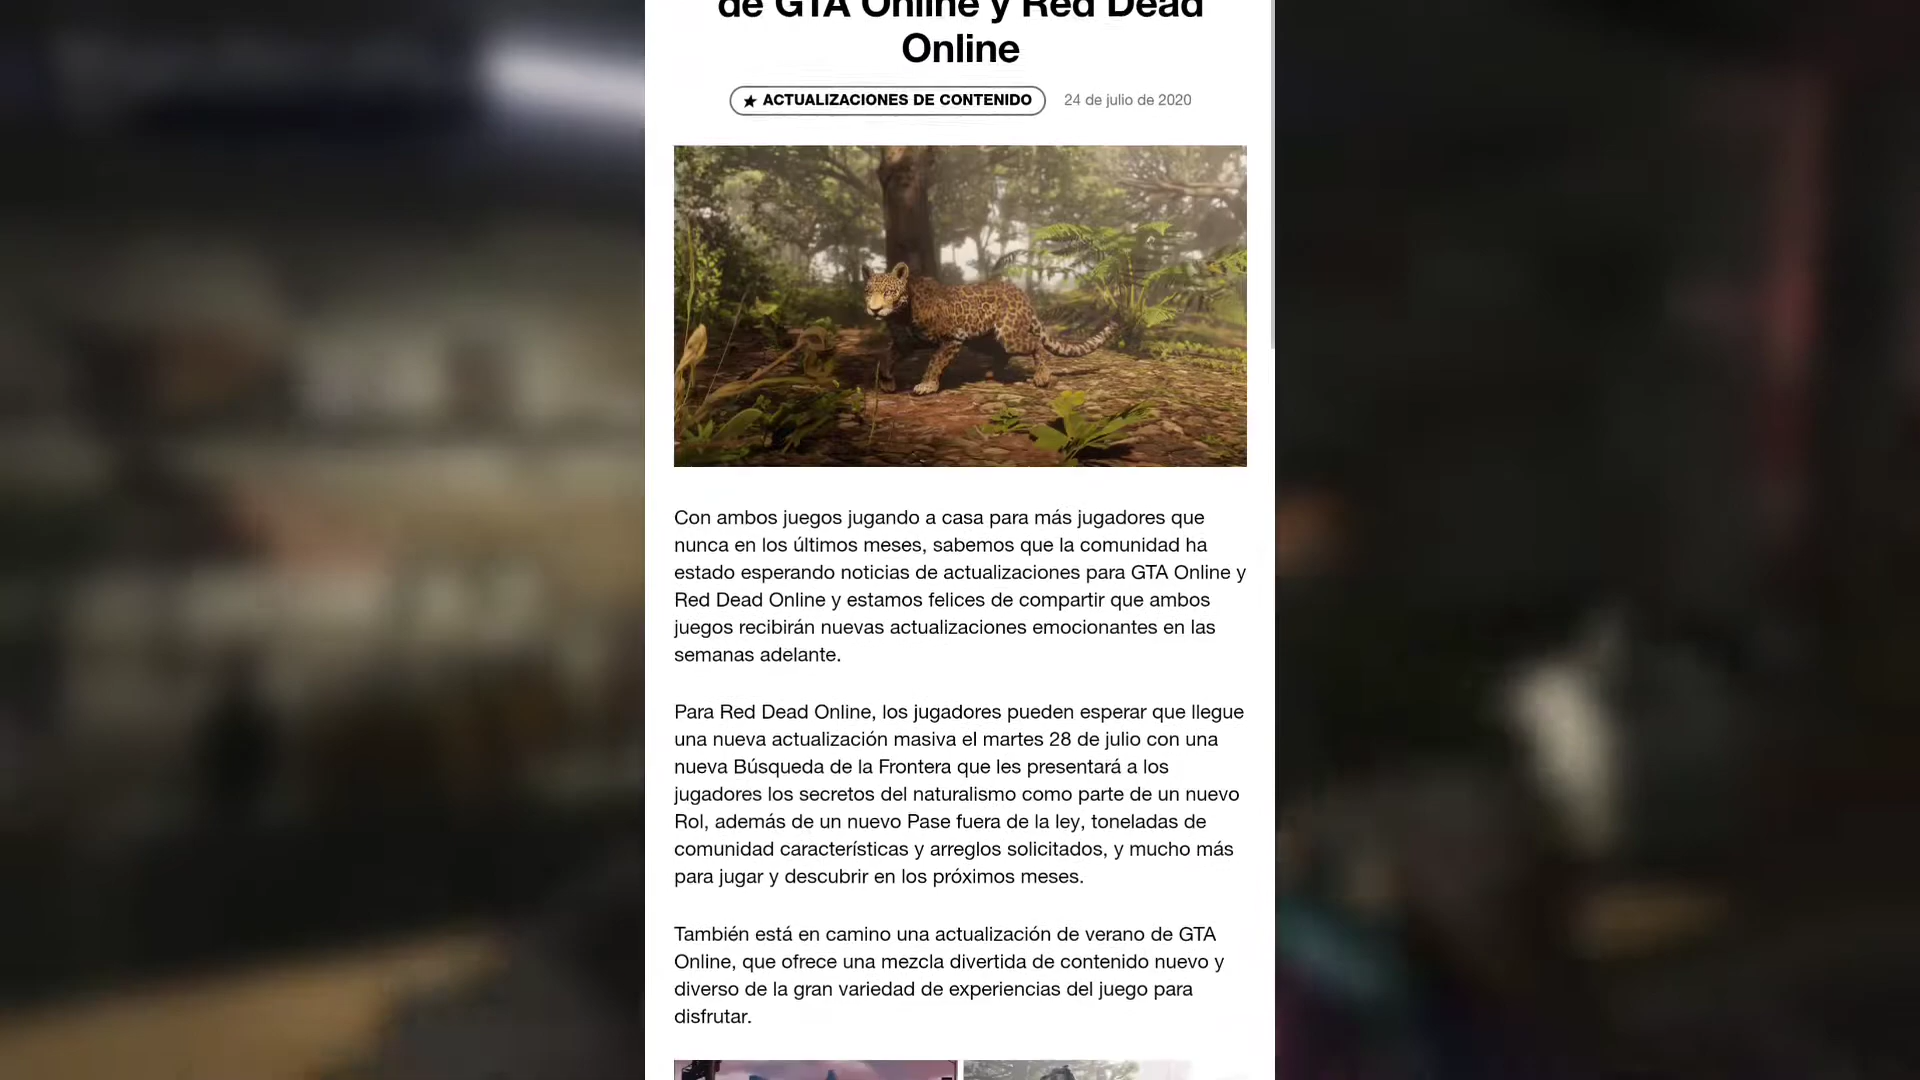 de GTA Online y Red Dead
Online
★ ACTUALIZACIONES DE CONTENIDO 24 de julio de 2020
Con ambos juegos jugando a casa para más jugadores que
nunca en los últimos meses, sabemos que la comunidad ha
estado esperando noticias de actualizaciones para GTA Online y
Red Dead Online y estamos felices de compartir que ambos
juegos recibirán nuevas actualizaciones emocionantes en las
semanas adelante.
Para Red Dead Online, los jugadores pueden esperar que llegue
una nueva actualización masiva el martes 28 de julio con una
nueva Búsqueda de la Frontera que les presentará a los
jugadores los secretos del naturalismo como parte de un nuevo
Rol, además de un nuevo Pase fuera de la ley, toneladas de
comunidad características y arreglos solicitados, y mucho más
para jugar y descubrir en los próximos meses.
También está en camino una actualización de verano de GTA
Online, que ofrece una mezcla divertida de contenido nuevo y
diverso de la gran variedad de experiencias del juego para
disfrutar.